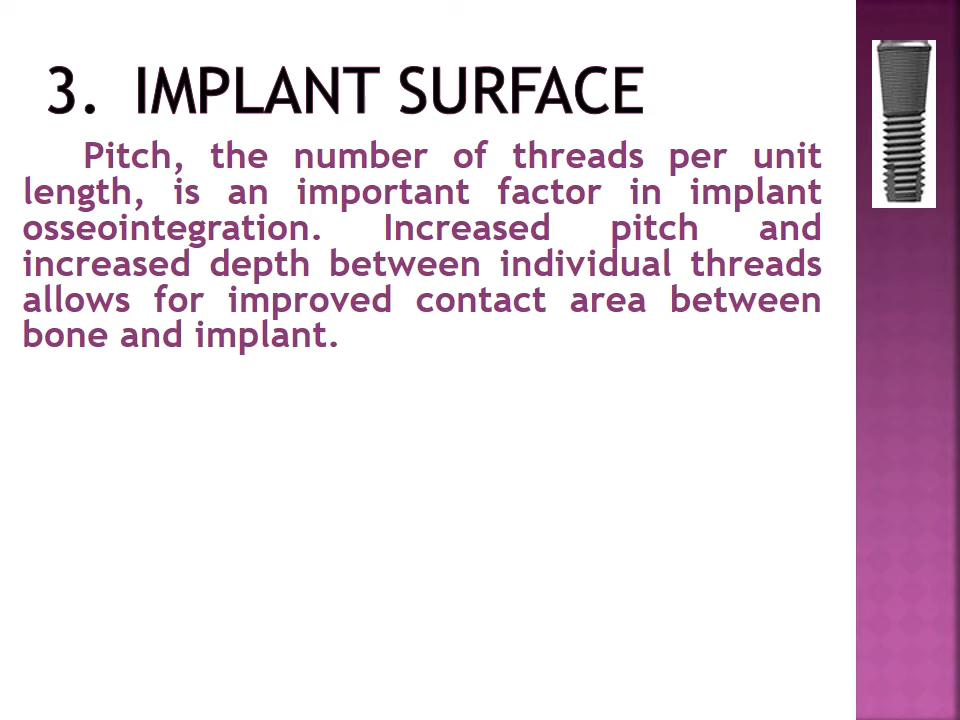 3. IMPLANT SURFACE
Pitch, the number of threads per unit
length, is an important factor in implant
osseointegration. Increased pitch and
increased depth between individual threads
allows for improved contact area between
bone and implant.